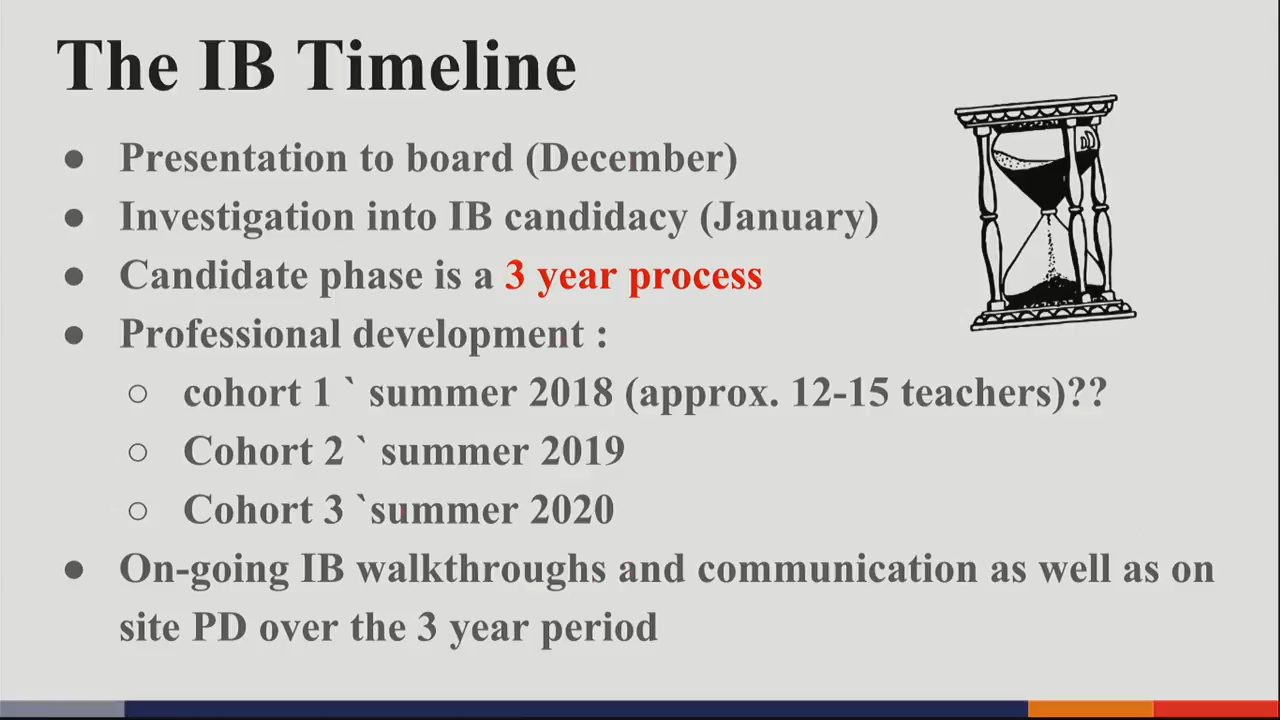 The IB Timeline
● Presentation to board (December)
● Investigation into IB candidacy (January)
● Candidate phase is a 3 year process
● Professional development :
○ cohort 1 ` summer 2018 (approx. 12-15 teachers)??
○ Cohort 2 ` summer 2019
○ Cohort 3 `summer 2020
● On-going IB walkthroughs and communication as well as on
site PD over the 3 year period